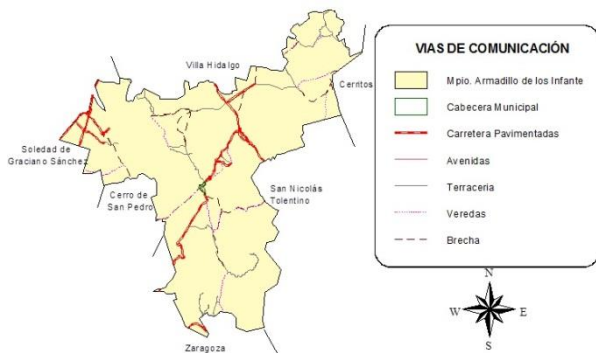 Villa Hidalgo
Cerritos
Soledad de
Graciano Sánchez
Cerro de
San Pedro
San Nicolás
Tolentino
Zaragoza
VIAS DE COMUNICACIÓN
Mpio. Armadillo de los Infante
Cabecera Municipal
Carretera Pavimentadas
Avenidas
Terraceria
Veredas
Brecha
N
W
E
S